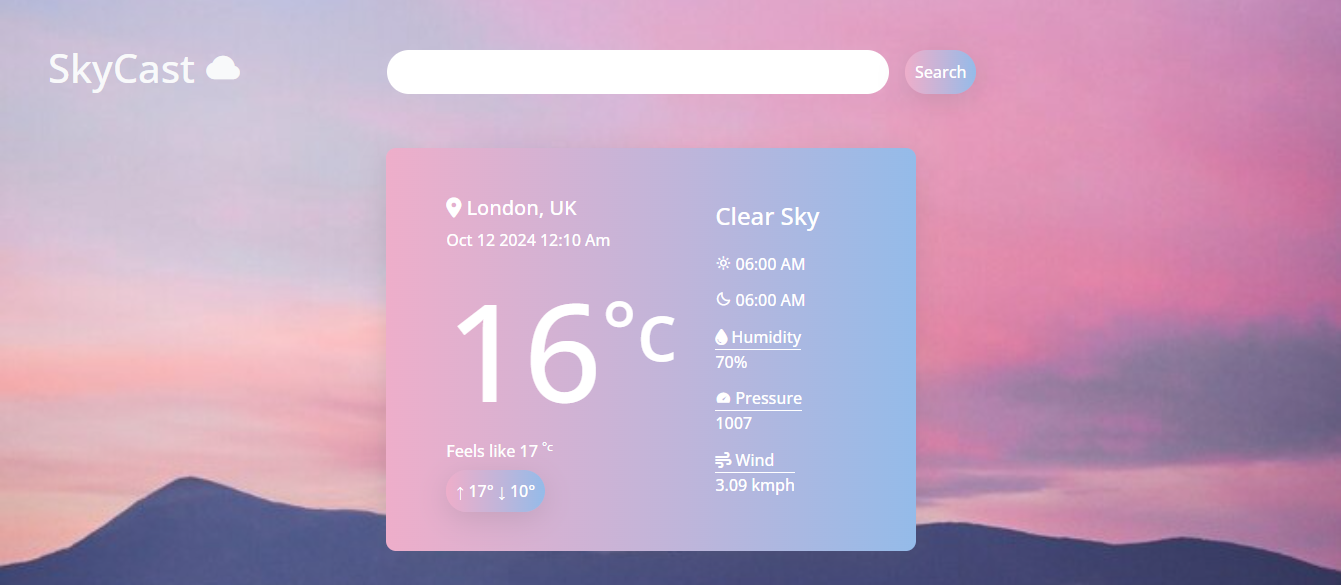 SkyCast
Search
London, UK
Oct 12 2024 12:10 Am
16°C
Feels like 17 °C
↑ 17° ↓ 10°
Clear Sky
06:00 AM
06:00 AM
Humidity
70%
Pressure
1007
Wind
3.09 kmph